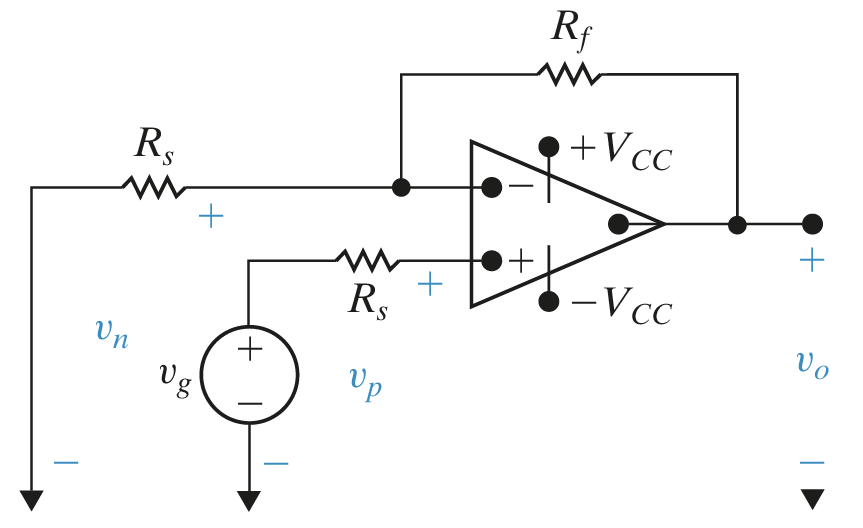 R_f
R_s
+
−
+V_CC
+
+
R_s
−V_CC
+
v_n
v_g
+
−
v_p
v_o
−
−
−